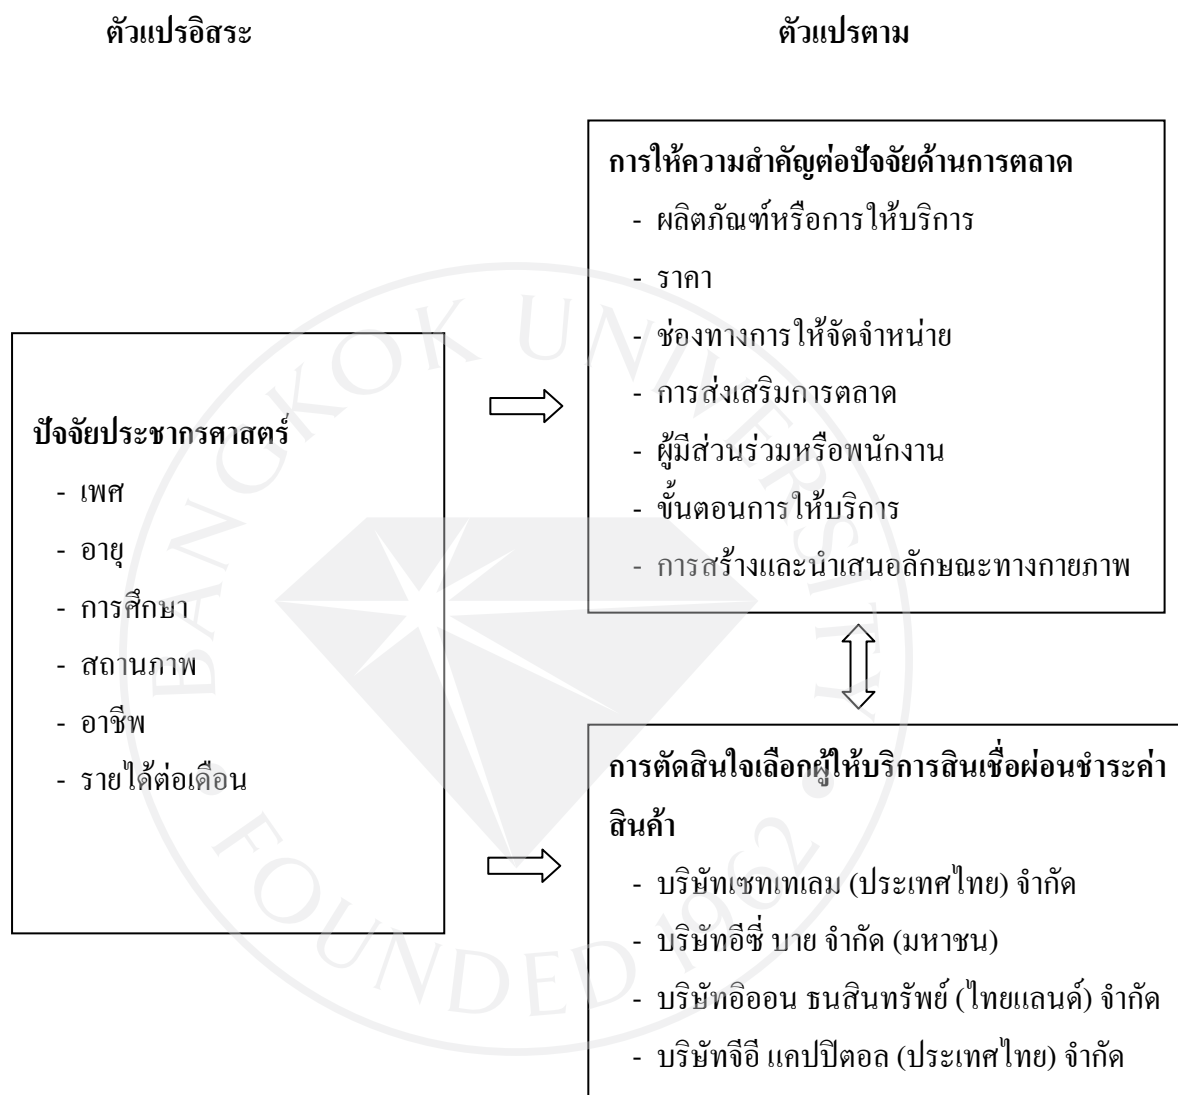 ตัวแปรอิสระ
ตัวแปรตาม
การให้ความสำคัญต่อปัจจัยด้านการตลาด
- ผลิตภัณฑ์หรือการให้บริการ
- ราคา
- ช่องทางการให้จัดจำหน่าย
- การส่งเสริมการตลาด
- ผู้มีส่วนร่วมหรือพนักงาน
- ขั้นตอนการให้บริการ
- การสร้างและนำเสนอลักษณะทางกายภาพ
ปัจจัยประชากรศาสตร์
- เพศ
- อายุ
- การศึกษา
- สถานภาพ
- อาชีพ
- รายได้ต่อเดือน
การตัดสินใจเลือกผู้ให้บริการสินเชื่อผ่อนชำระค่า
สินค้า
- บริษัทเซทเทเลม (ประเทศไทย) จำกัด
- บริษัทอีซี่ บาย จำกัด (มหาชน)
- บริษัทอิออน ธนสินทรัพย์ (ไทยแลนด์) จำกัด
- บริษัทจีอี แคปปิตอล (ประเทศไทย) จำกัด
BANGKOK UNIVERSITY
FOUNDED 1962